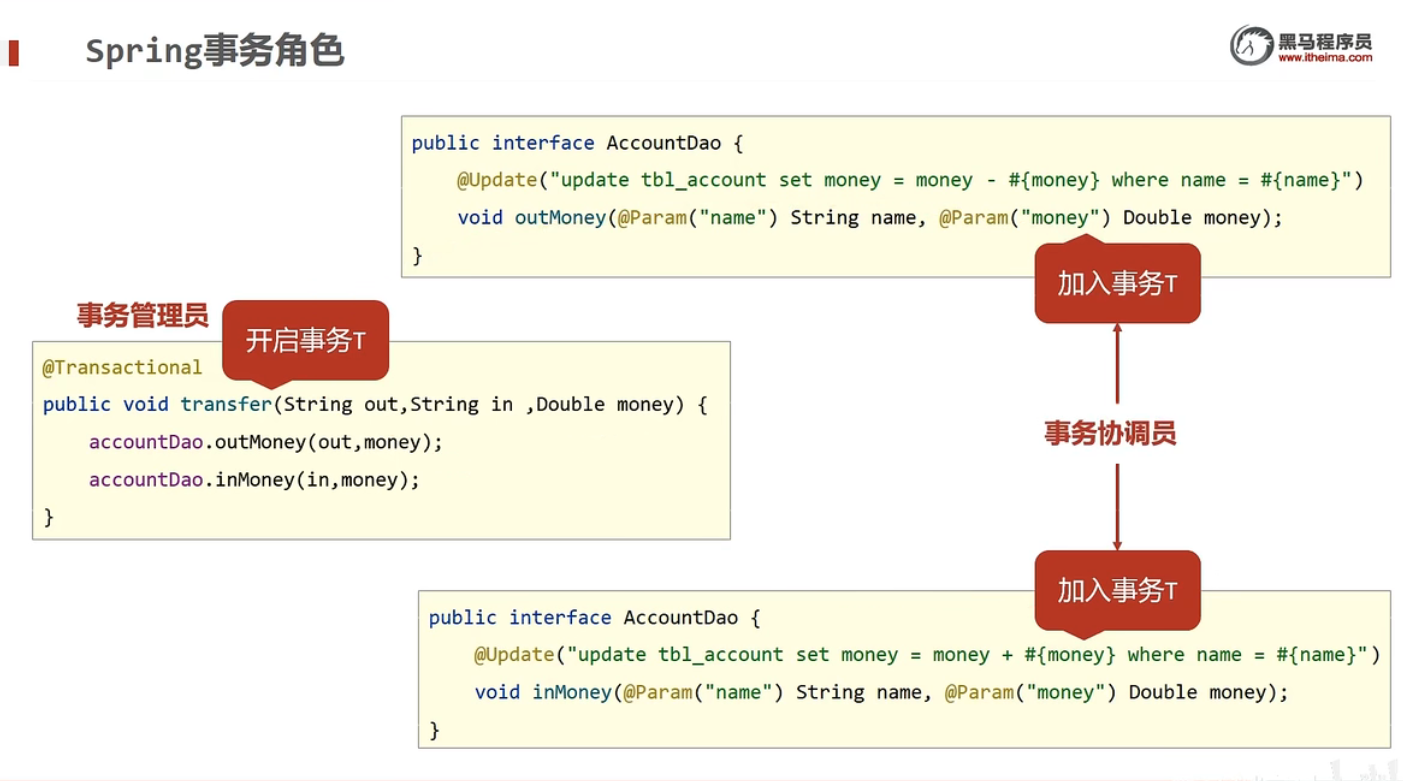 Spring事务角色
黑马程序员
www.itheima.com
public interface AccountDao {
@Update("update tbl_account set money = money - #{money} where name = #{name}")
void outMoney(@Param("name") String name, @Param("money") Double money);
}
加入事务T
事务管理员
开启事务T
@Transactional
public void transfer(String out,String in ,Double money) {
accountDao.outMoney(out,money);
accountDao.inMoney(in,money);
}
事务协调员
加入事务T
public interface AccountDao {
@Update("update tbl_account set money = money + #{money} where name = #{name}")
void inMoney(@Param("name") String name, @Param("money") Double money);
}